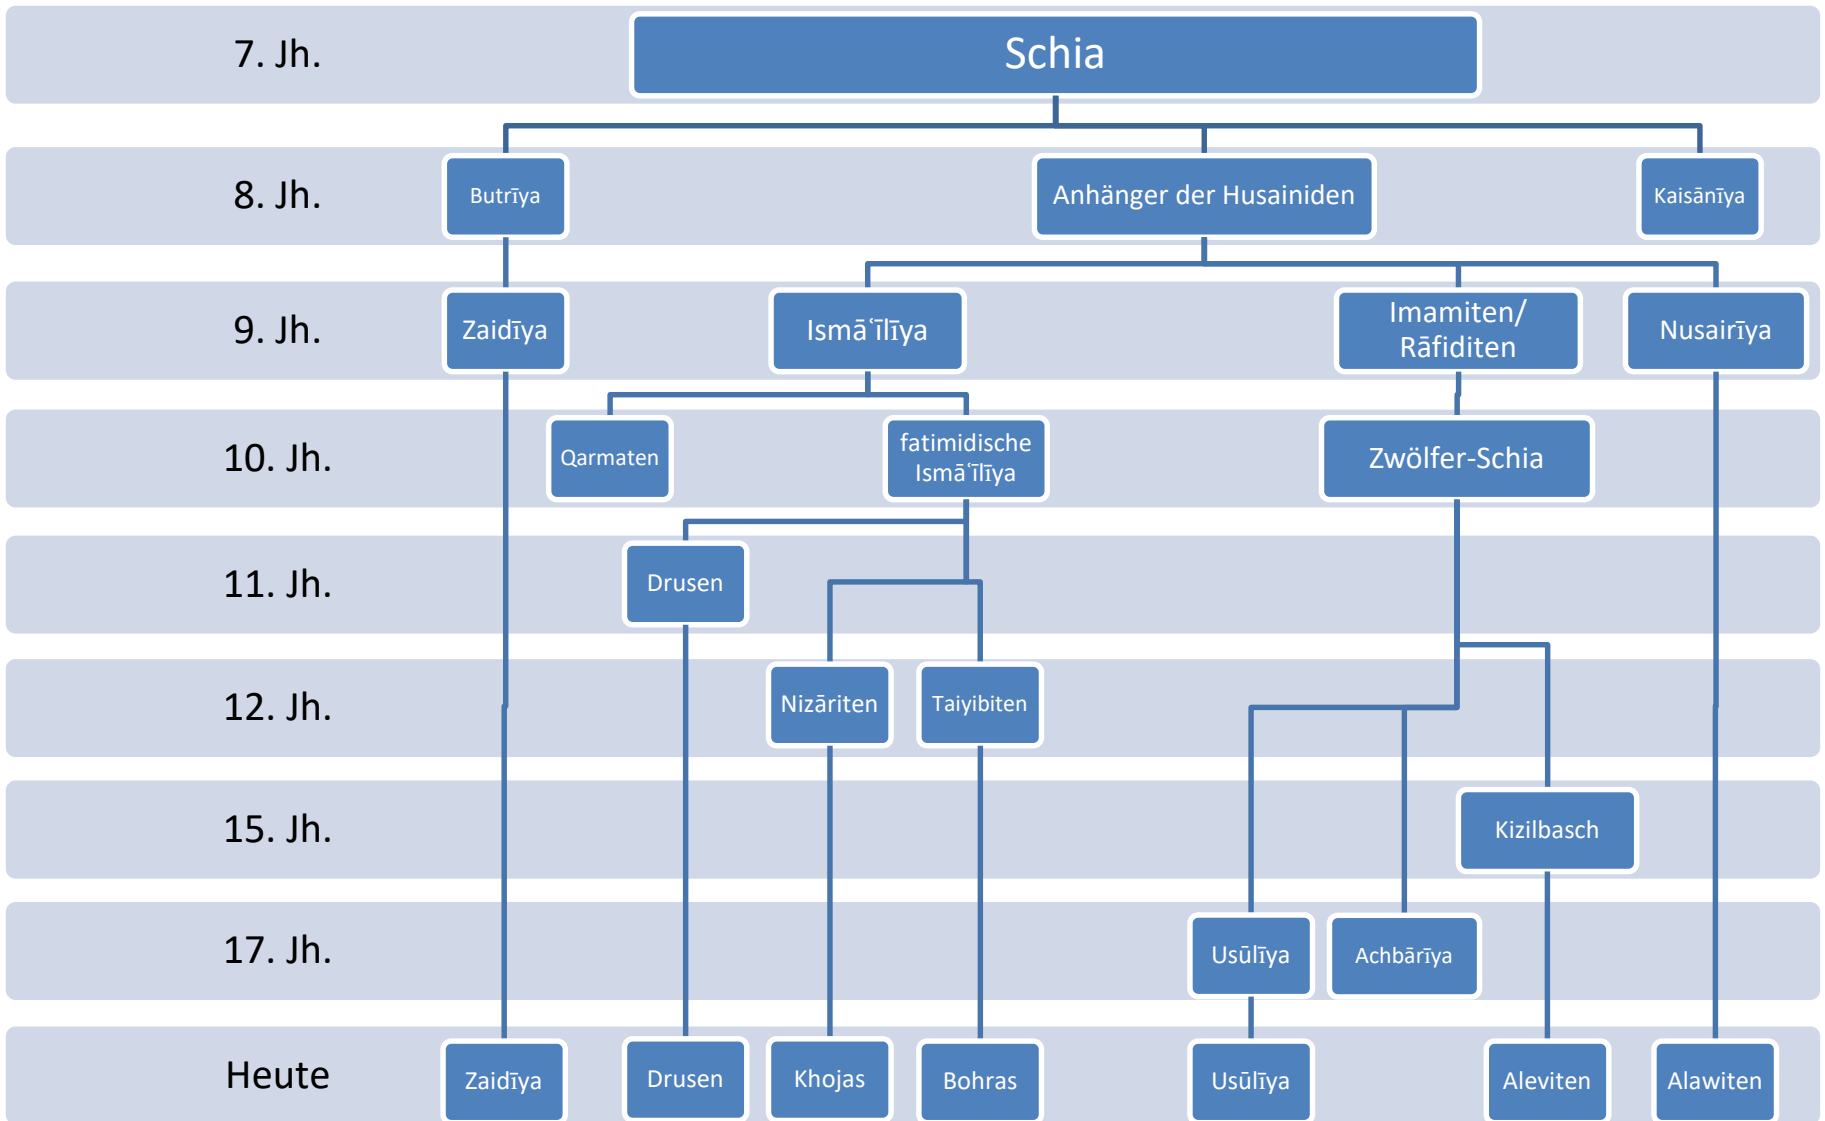 7. Jh.
Schia
8. Jh.
Butrīya
Anhänger der Husainiden
Kaisānīya
9. Jh.
Zaidīya
Ismāʿīlīya
Imamiten/
Rāfiditen
Nusairīya
10. Jh.
Qarmaten
fatimidische
Ismāʿīlīya
Zwölfer-Schia
11. Jh.
Drusen
12. Jh.
Nizāriten
Taiyibiten
15. Jh.
Kizilbasch
17. Jh.
Usūlīya
Achbārīya
Heute
Zaidīya
Drusen
Khojas
Bohras
Usūlīya
Aleviten
Alawiten